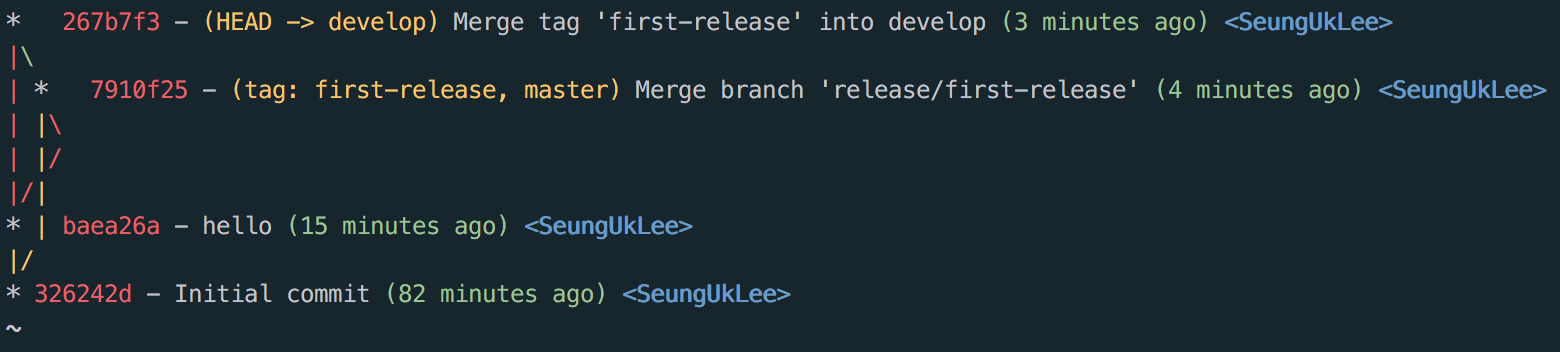 *   267b7f3 - (HEAD -> develop) Merge tag 'first-release' into develop (3 minutes ago) <SeungUkLee>
|\
| *   7910f25 - (tag: first-release, master) Merge branch 'release/first-release' (4 minutes ago) <SeungUkLee>
| |\
| |/
|/|
* | baea26a - hello (15 minutes ago) <SeungUkLee>
|/
* 326242d - Initial commit (82 minutes ago) <SeungUkLee>
~